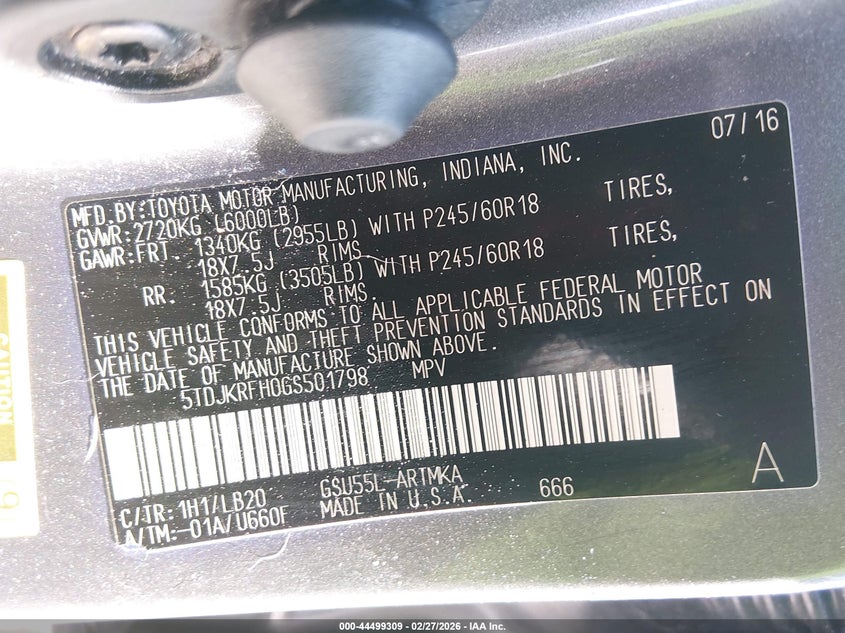 07/16
MFD.BY:TOYOTA MOTOR MANUFACTURING, INDIANA, INC.
GVWR:2720KG (6000LB)
GAWR:FRT. 1340KG (2955LB) WITH P245/60R18 TIRES,
18X7.5J RIMS.
RR. 1585KG (3505LB) WITH P245/60R18 TIRES,
18X7.5J RIMS.
THIS VEHICLE CONFORMS TO ALL APPLICABLE FEDERAL MOTOR
VEHICLE SAFETY AND THEFT PREVENTION STANDARDS IN EFFECT ON
THE DATE OF MANUFACTURE SHOWN ABOVE.
5TDJKRFH0GS501798 MPV
C/TR: 1H1/LB20 GSU55L-ARTMKA 666
A/TM:-01A/U660F MADE IN U.S.A.
A
CAUTION
000-44499309 - 02/27/2026 - IAA Inc.